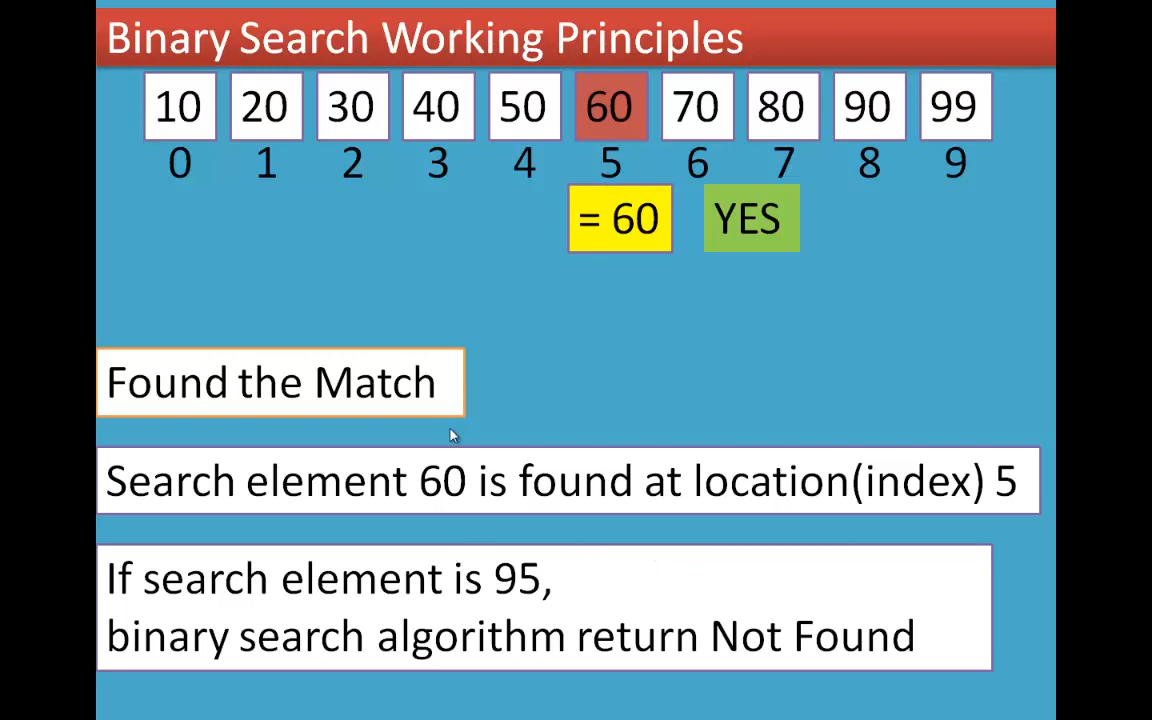 Binary Search Working Principles
10 20 30 40 50 60 70 80 90 99
0 1 2 3 4 5 6 7 8 9
= 60 YES
Found the Match
Search element 60 is found at location(index) 5
If search element is 95,
binary search algorithm return Not Found